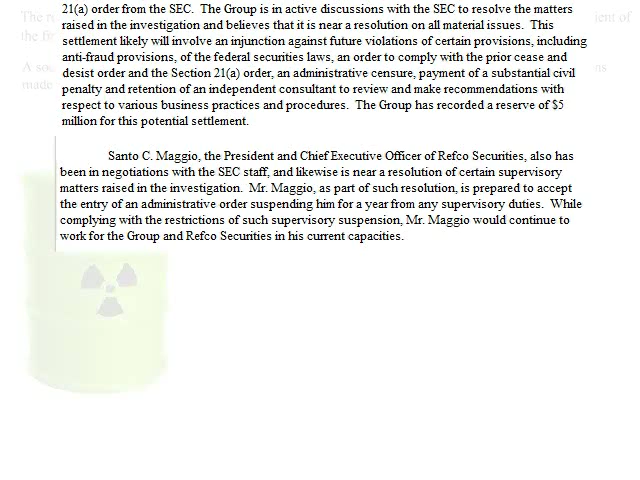 21(a) order from the SEC. The Group is in active discussions with the SEC to resolve the matters
raised in the investigation and believes that it is near a resolution on all material issues. This
settlement likely will involve an injunction against future violations of certain provisions, including
anti-fraud provisions, of the federal securities laws, an order to comply with the prior cease and
desist order and the Section 21(a) order, an administrative censure, payment of a substantial civil
penalty and retention of an independent consultant to review and make recommendations with
respect to various business practices and procedures. The Group has recorded a reserve of $5
million for this potential settlement.
Santo C. Maggio, the President and Chief Executive Officer of Refco Securities, also has
been in negotiations with the SEC staff, and likewise is near a resolution of certain supervisory
matters raised in the investigation. Mr. Maggio, as part of such resolution, is prepared to accept
the entry of an administrative order suspending him for a year from any supervisory duties. While
complying with the restrictions of such supervisory suspension, Mr. Maggio would continue to
work for the Group and Refco Securities in his current capacities.